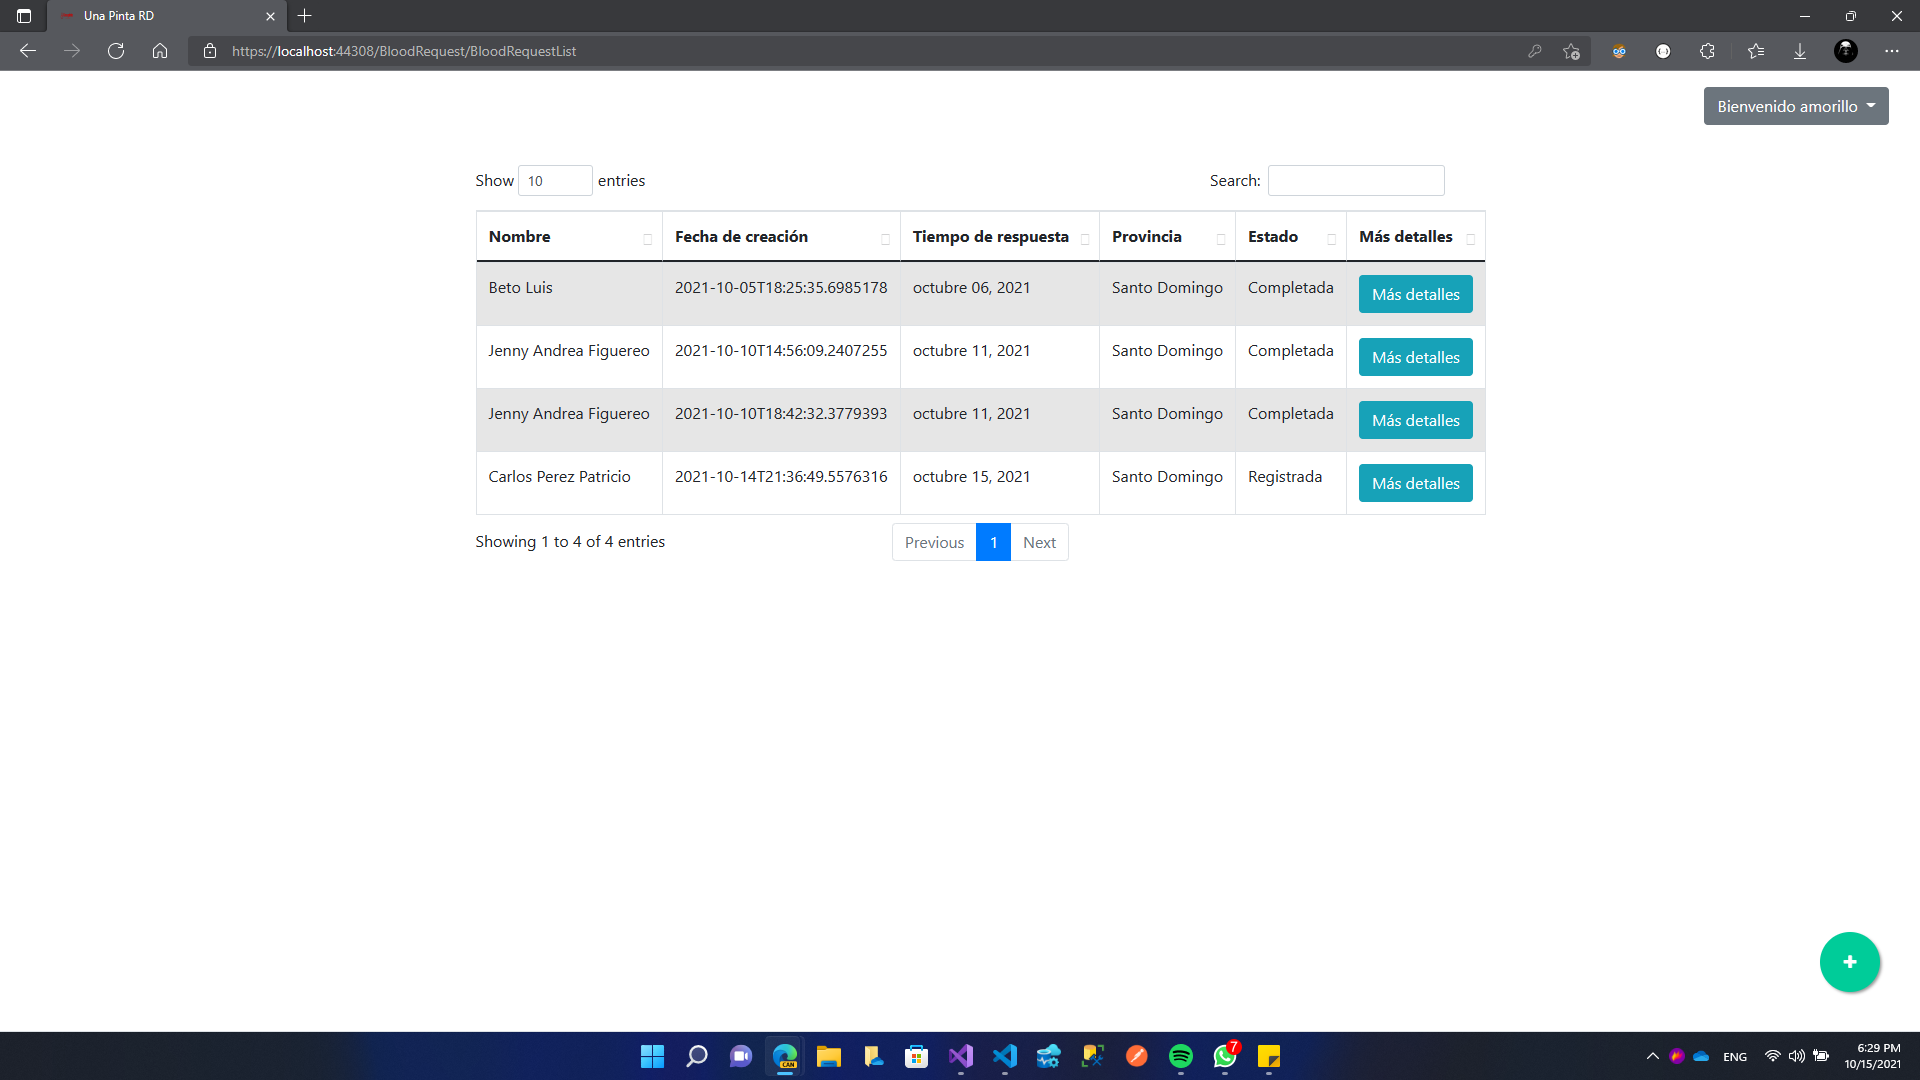 Una Pinta RD
https://localhost:44308/BloodRequest/BloodRequestList
Bienvenido amorillo
Show 10 entries
Search:
Nombre Fecha de creación Tiempo de respuesta Provincia Estado Más detalles
Beto Luis 2021-10-05T18:25:35.6985178 octubre 06, 2021 Santo Domingo Completada Más detalles
Jenny Andrea Figuereo 2021-10-10T14:56:09.2407255 octubre 11, 2021 Santo Domingo Completada Más detalles
Jenny Andrea Figuereo 2021-10-10T18:42:32.3779393 octubre 11, 2021 Santo Domingo Completada Más detalles
Carlos Perez Patricio 2021-10-14T21:36:49.5576316 octubre 15, 2021 Santo Domingo Registrada Más detalles
Showing 1 to 4 of 4 entries
Previous 1 Next
CAN
7
ENG
6:29 PM
10/15/2021